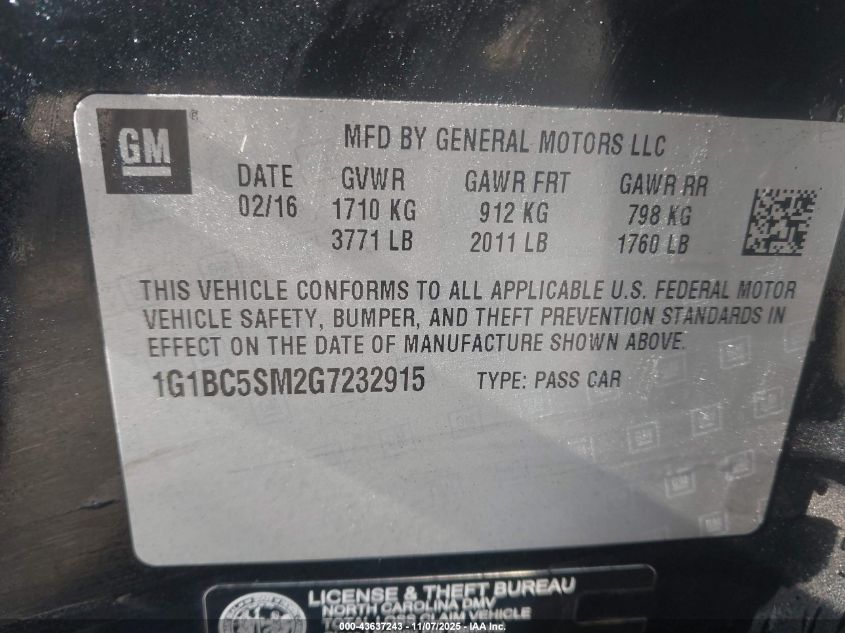 GM ®
MFD BY GENERAL MOTORS LLC
DATE GVWR GAWR FRT GAWR RR
02/16 1710 KG 912 KG 798 KG
3771 LB 2011 LB 1760 LB
THIS VEHICLE CONFORMS TO ALL APPLICABLE U.S. FEDERAL MOTOR
VEHICLE SAFETY, BUMPER, AND THEFT PREVENTION STANDARDS IN
EFFECT ON THE DATE OF MANUFACTURE SHOWN ABOVE.
1G1BC5SM2G7232915 TYPE: PASS CAR
LICENSE & THEFT BUREAU
NORTH CAROLINA DMV
CLAIM VEHICLE
000-43637243 - 11/07/2025 - IAA Inc.